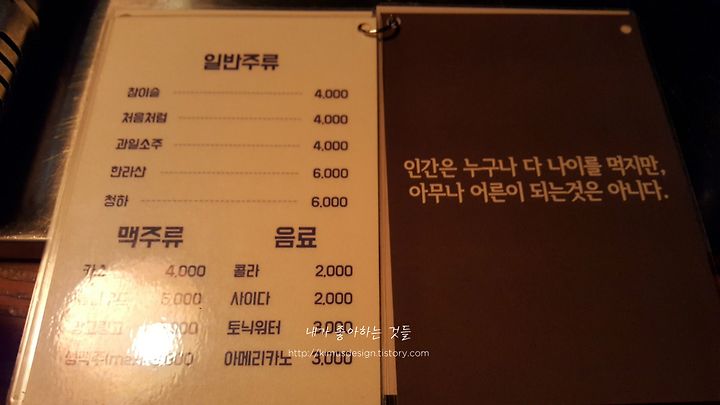 일반주류
참이슬 4,000
처음처럼 4,000
과일소주 4,000
한라산 6,000
청하 6,000
맥주류
카스 4,000
5,000
음료
콜라 2,000
사이다 2,000
토닉워터
아메리카노 3,000
인간은 누구나 다 나이를 먹지만,
아무나 어른이 되는것은 아니다.
내가 좋아하는 것들
http://kimusdesign.tistory.com